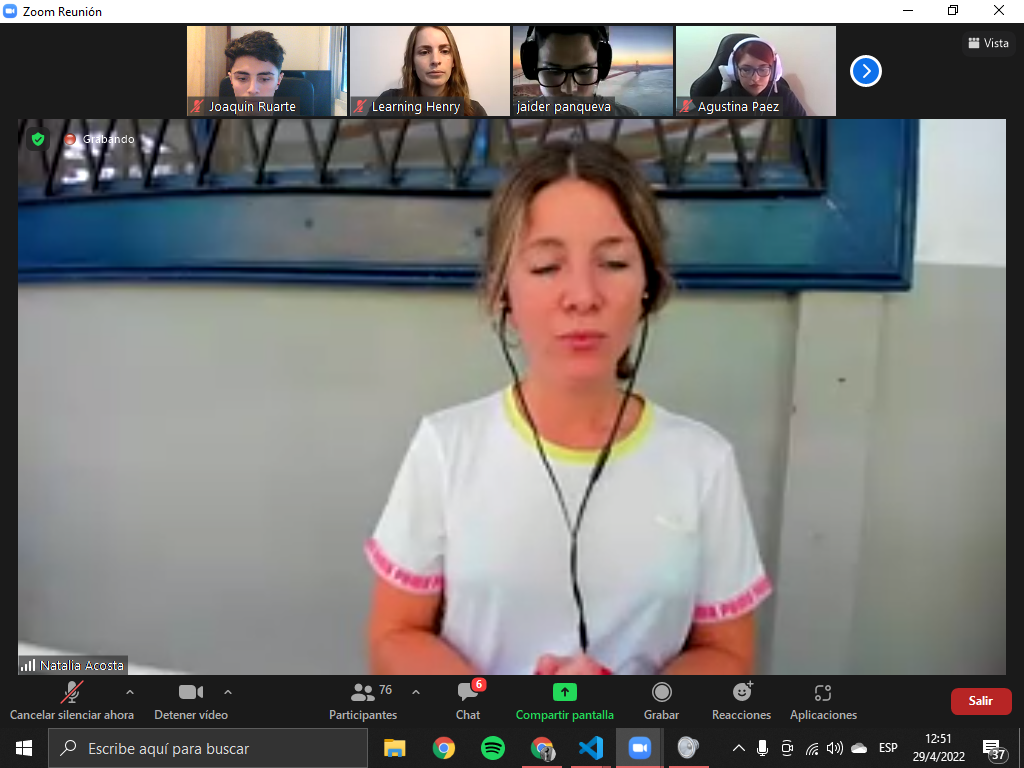 Zoom Reunión
Vista
Joaquin Ruarte
Learning Henry
jaider panqueva
Agustina Paez
Grabando
Natalia Acosta
76
6
Cancelar silenciar ahora
Detener vídeo
Participantes
Chat
Compartir pantalla
Grabar
Reacciones
Aplicaciones
Salir
Escribe aquí para buscar
ESP
12:51
29/4/2022
37